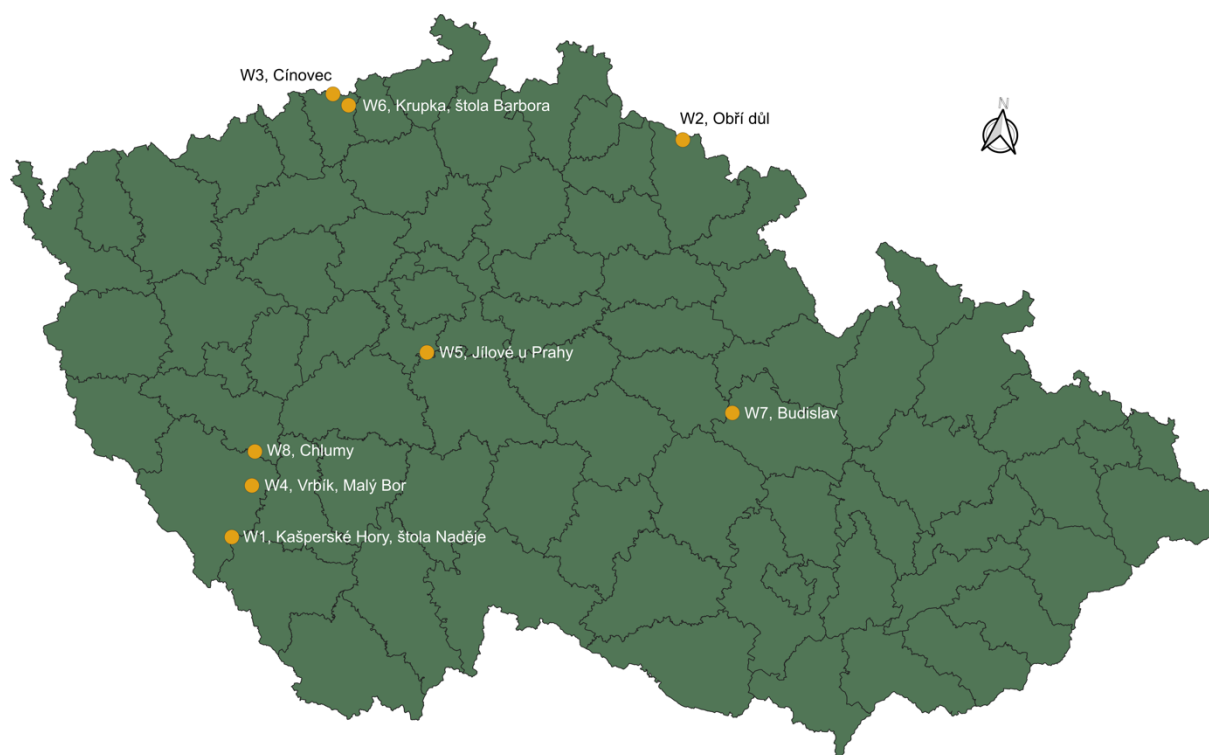 N
W3, Cínovec
W6, Krupka, štola Barbora
W2, Obří důl
W5, Jílové u Prahy
W7, Budislav
W8, Chlumy
W4, Vrbík, Malý Bor
W1, Kašperské Hory, štola Naděje